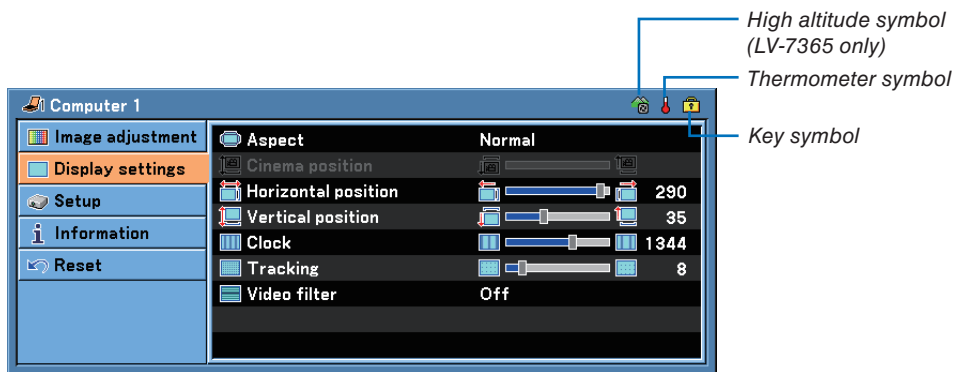 High altitude symbol
(LV-7365 only)
Thermometer symbol
Key symbol
Computer 1
Image adjustment
Display settings
Setup
Information
Reset
Aspect Normal
Cinema position
Horizontal position 290
Vertical position 35
Clock 1344
Tracking 8
Video filter Off